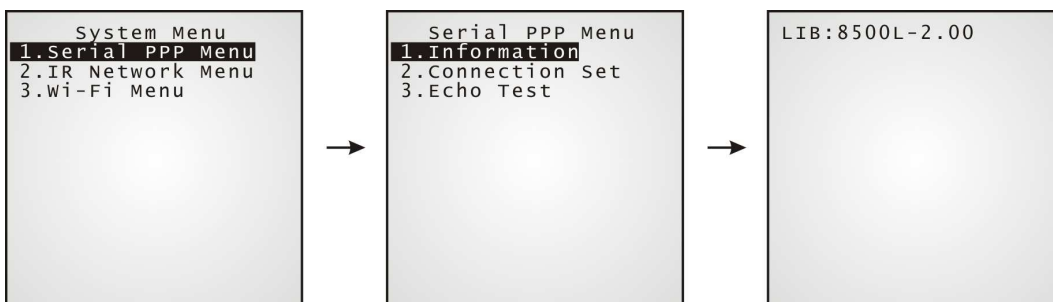 System Menu
1.Serial PPP Menu
2.IR Network Menu
3.Wi-Fi Menu
Serial PPP Menu
1.Information
2.Connection Set
3.Echo Test
LIB:8500L-2.00